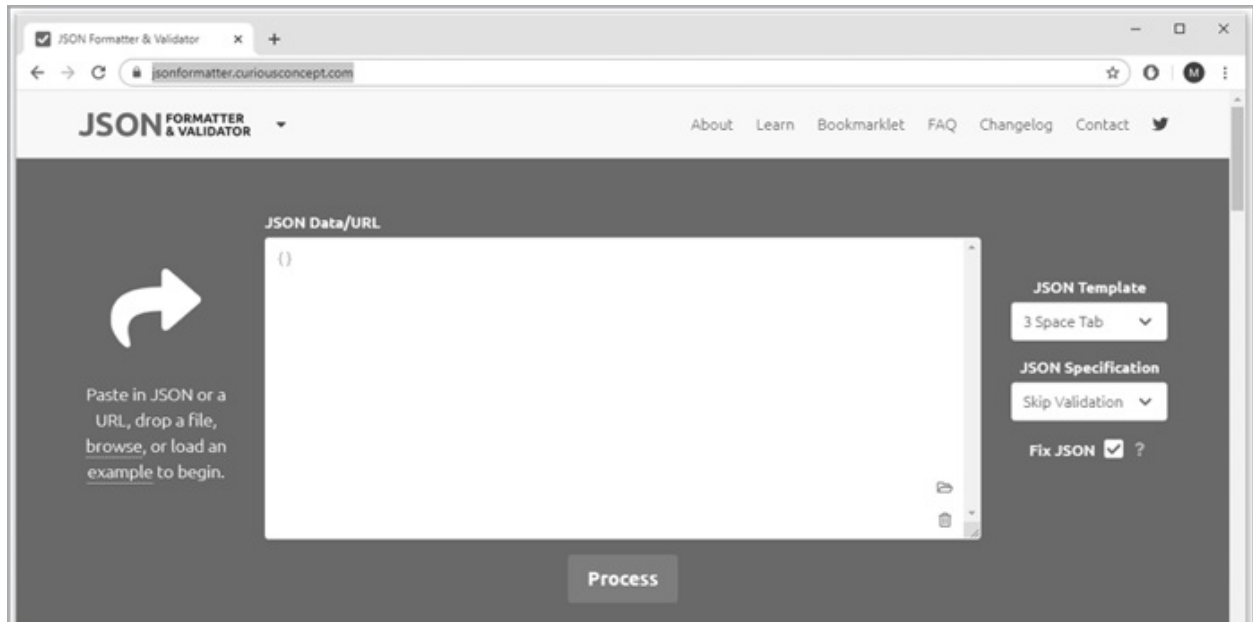 JSON Formatter & Validator
jsonformatter.curiousconcept.com
M
JSON FORMATTER & VALIDATOR
About Learn Bookmarklet FAQ Changelog Contact
JSON Data/URL
{}
Paste in JSON or a
URL, drop a file,
browse, or load an
example to begin.
JSON Template
3 Space Tab
JSON Specification
Skip Validation
Fix JSON ?
Process